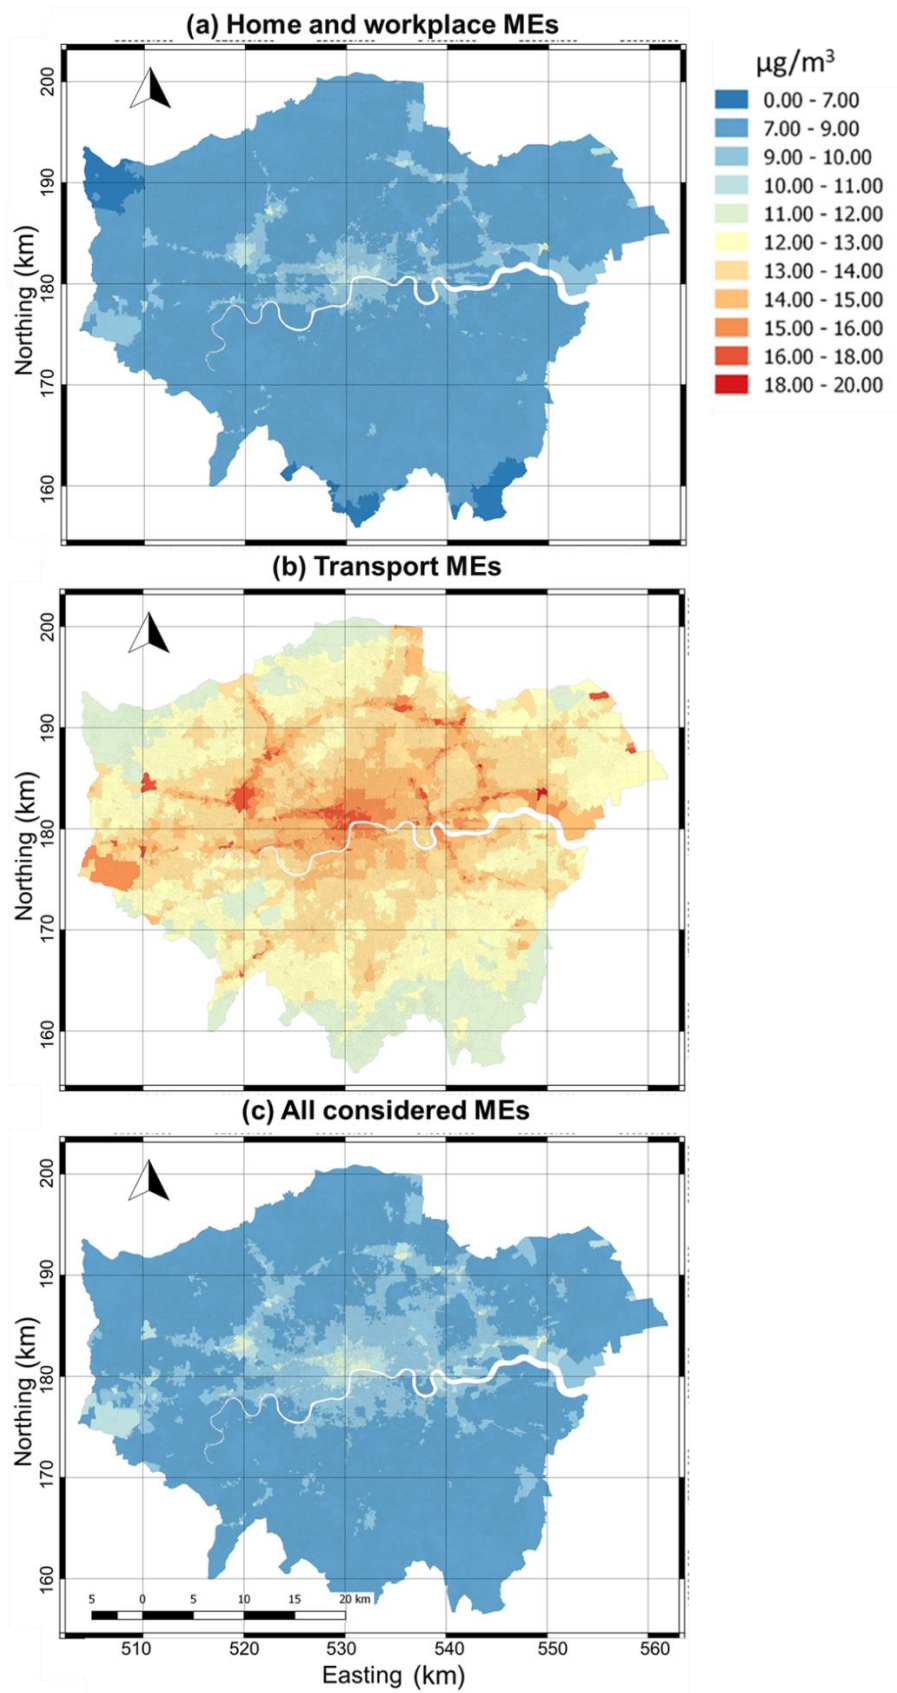 (a) Home and workplace MEs
µg/m³
0.00 - 7.00
7.00 - 9.00
9.00 - 10.00
10.00 - 11.00
11.00 - 12.00
12.00 - 13.00
13.00 - 14.00
14.00 - 15.00
15.00 - 16.00
16.00 - 18.00
18.00 - 20.00
Northing (km)
200
190
180
170
160
(b) Transport MEs
Northing (km)
200
190
180
170
160
(c) All considered MEs
Northing (km)
200
190
180
170
160
5 0 5 10 15 20 km
510 520 530 540 550 560
Easting (km)